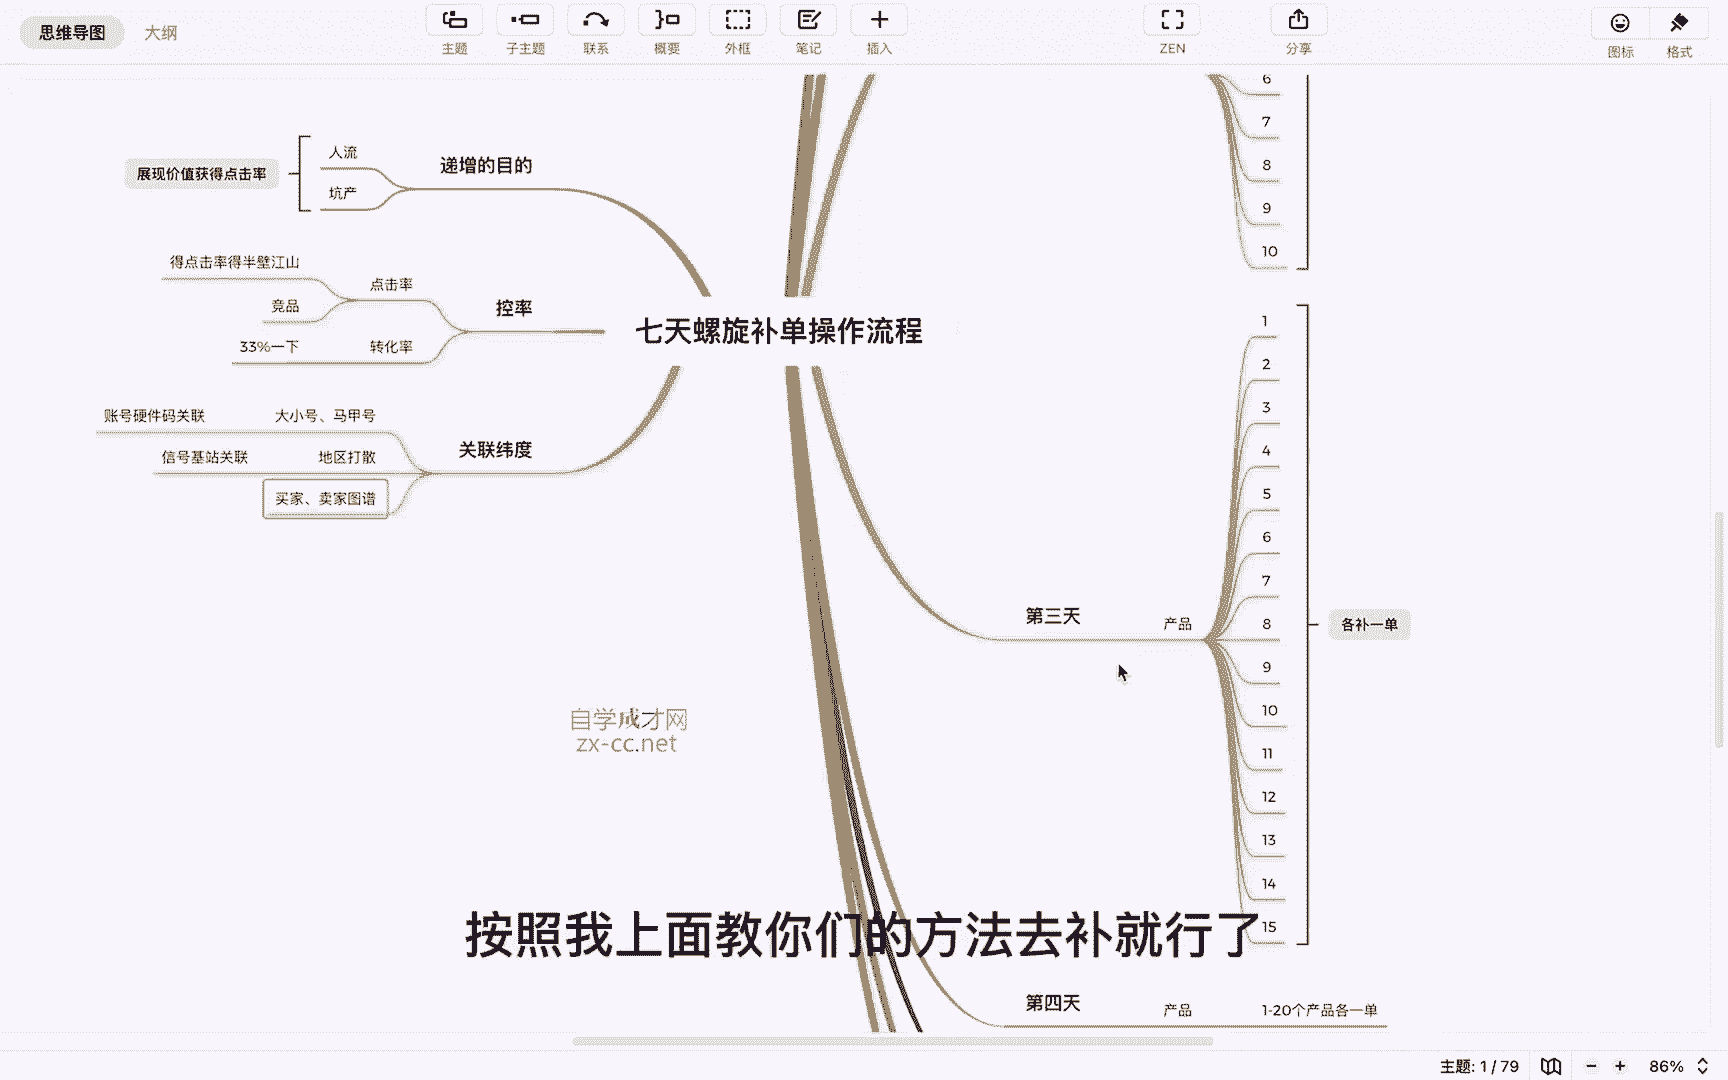 思维导图
大纲
主题
子主题
联系
概要
外框
笔记
插入
ZEN
分享
图标
格式
递增的目的
人流
坑产
展现价值获得点击率
控率
点击率
得点击率得半壁江山
竞品
转化率
33%一下
关联纬度
大小号、马甲号
账号硬件码关联
地区打散
信号基站关联
买家、卖家图谱
七天螺旋补单操作流程
6
7
8
9
10
第三天
产品
1
2
3
4
5
6
7
8
9
10
11
12
13
14
15
各补一单
第四天
产品
1-20个产品各一单
自学成才网
zx-cc.net
按照我上面教你们的方法去补就行了
主题: 1 / 79
86%